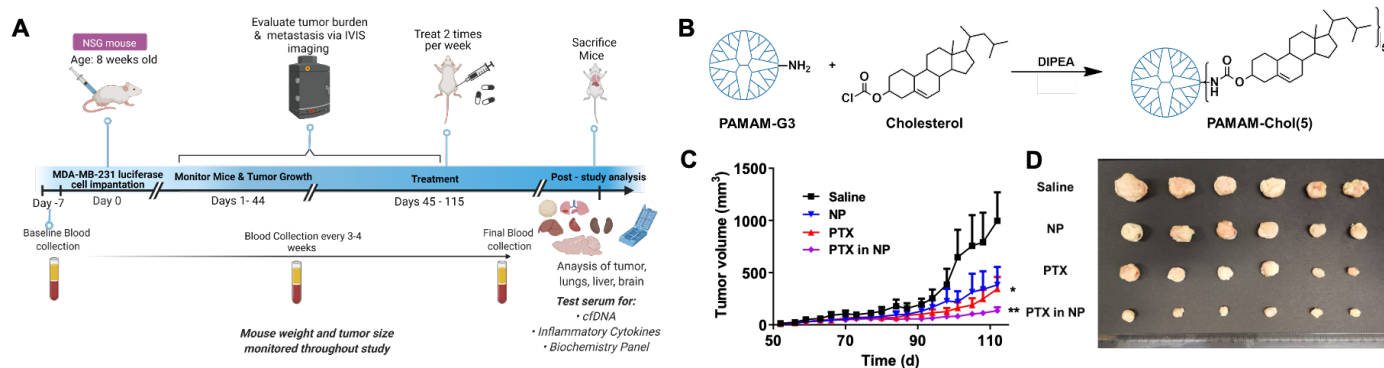 A
NSG mouse
Age: 8 weeks old
Evaluate tumor burden
& metastasis via IVIS
imaging
Treat 2 times
per week
Sacrifice
Mice
MDA-MB-231 luciferase
cell impantation
Monitor Mice & Tumor Growth
Treatment
Post - study analysis
Day -7
Day 0
Days 1- 44
Days 45 - 115
Baseline Blood
collection
Blood Collection every 3-4
weeks
Final Blood
collection
Anaysis of tumor,
lungs, liver, brain
Test serum for:
• cfDNA
• Inflammatory Cytokines
• Biochemistry Panel
Mouse weight and tumor size
monitored throughout study
B
NH2
PAMAM-G3
+
Cl
O
O
Cholesterol
DIPEA
N
H
O
O
5
PAMAM-Chol(5)
C
Tumor volume (mm3)
1500
1000
500
0
50
70
90
110
Time (d)
Saline
NP
PTX
PTX in NP
*
**
D
Saline
NP
PTX
PTX in NP